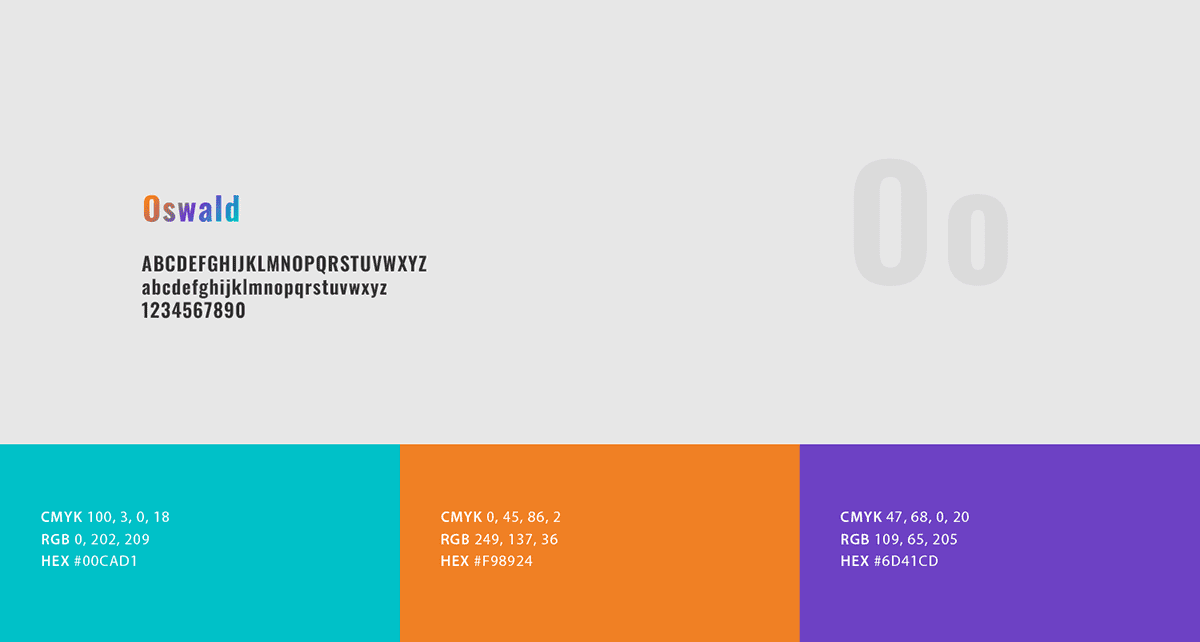 Oswald
Oo
ABCDEFGHIJKLMNOPQRSTUVWXYZ
abcdefghijklmnopqrstuvwxyz
1234567890
CMYK 100, 3, 0, 18
RGB 0, 202, 209
HEX #00CAD1
CMYK 0, 45, 86, 2
RGB 249, 137, 36
HEX #F98924
CMYK 47, 68, 0, 20
RGB 109, 65, 205
HEX #6D41CD